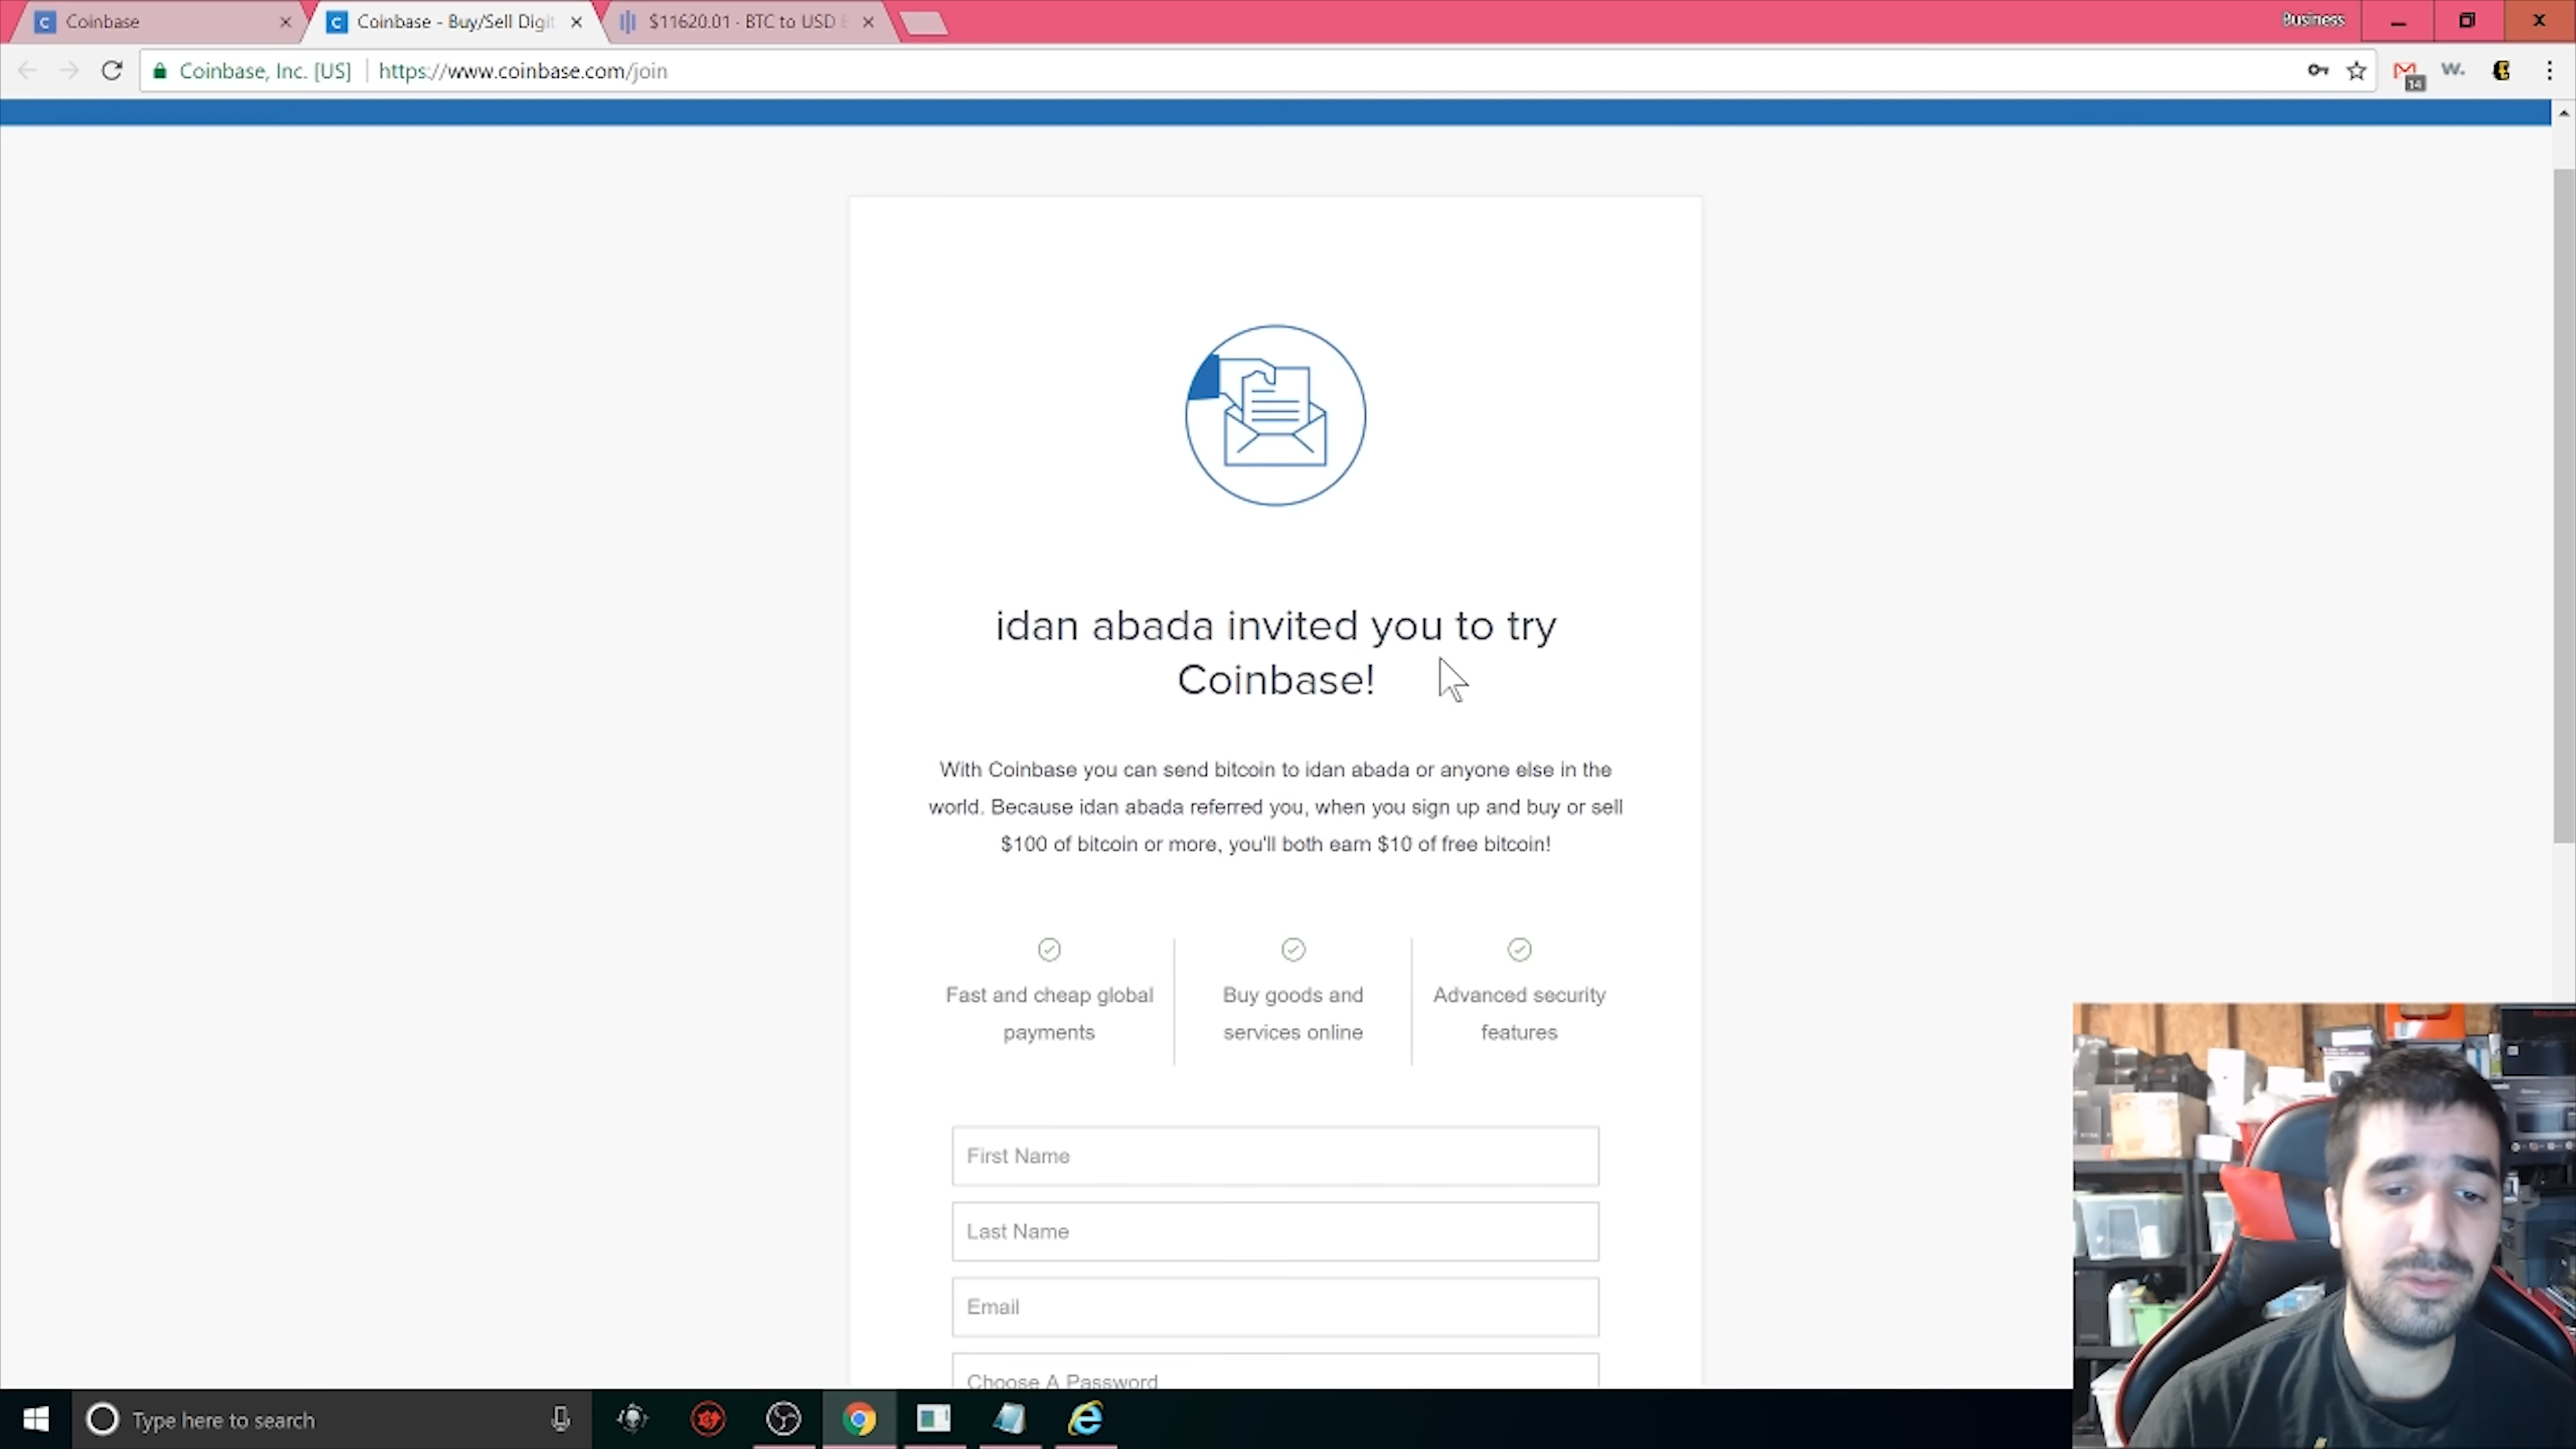 Coinbase
Coinbase - Buy/Sell Digit
$11620.01 · BTC to USD
Business
Coinbase, Inc. [US]
https://www.coinbase.com/join
14
W.
idan abada invited you to try
Coinbase!
With Coinbase you can send bitcoin to idan abada or anyone else in the
world. Because idan abada referred you, when you sign up and buy or sell
$100 of bitcoin or more, you'll both earn $10 of free bitcoin!
Fast and cheap global
payments
Buy goods and
services online
Advanced security
features
First Name
Last Name
Email
Choose A Password
Type here to search